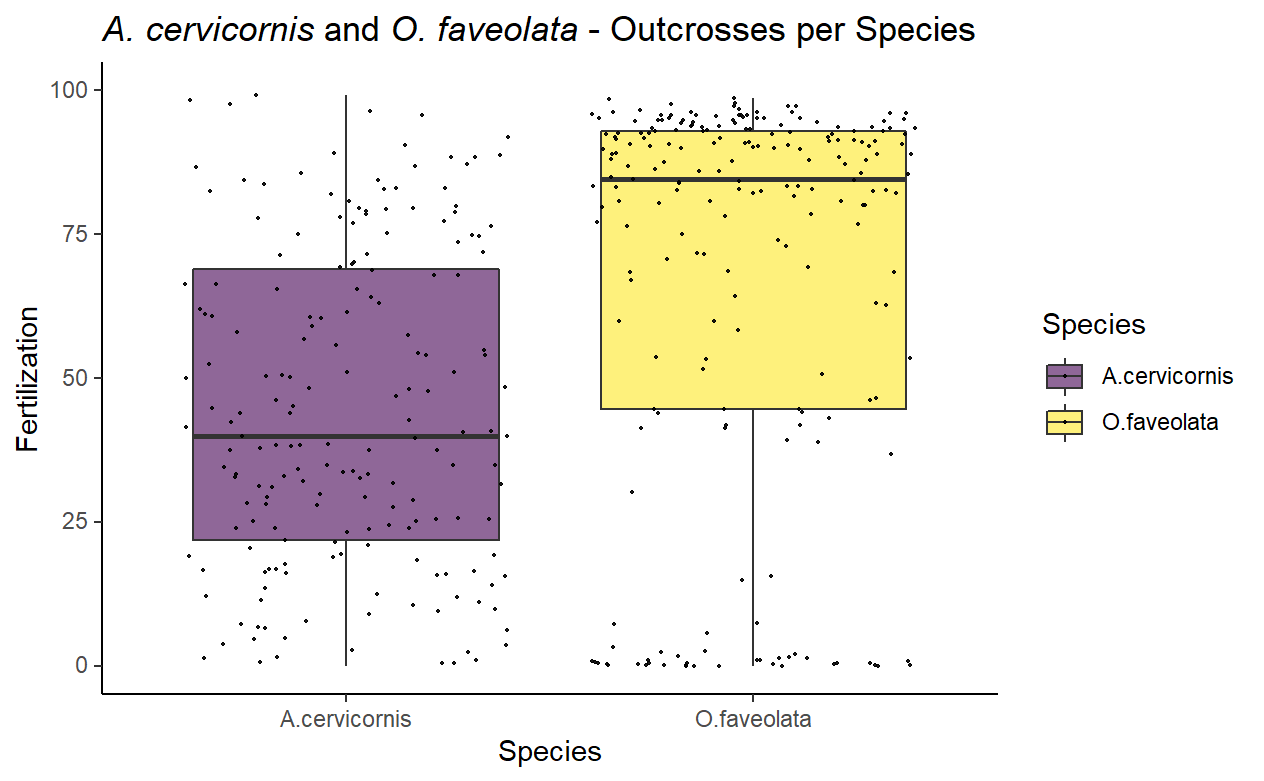 A. cervicornis and O. faveolata - Outcrosses per Species
100
75
50
25
0
Fertilization
A.cervicornis
O.faveolata
Species
Species
A.cervicornis
O.faveolata